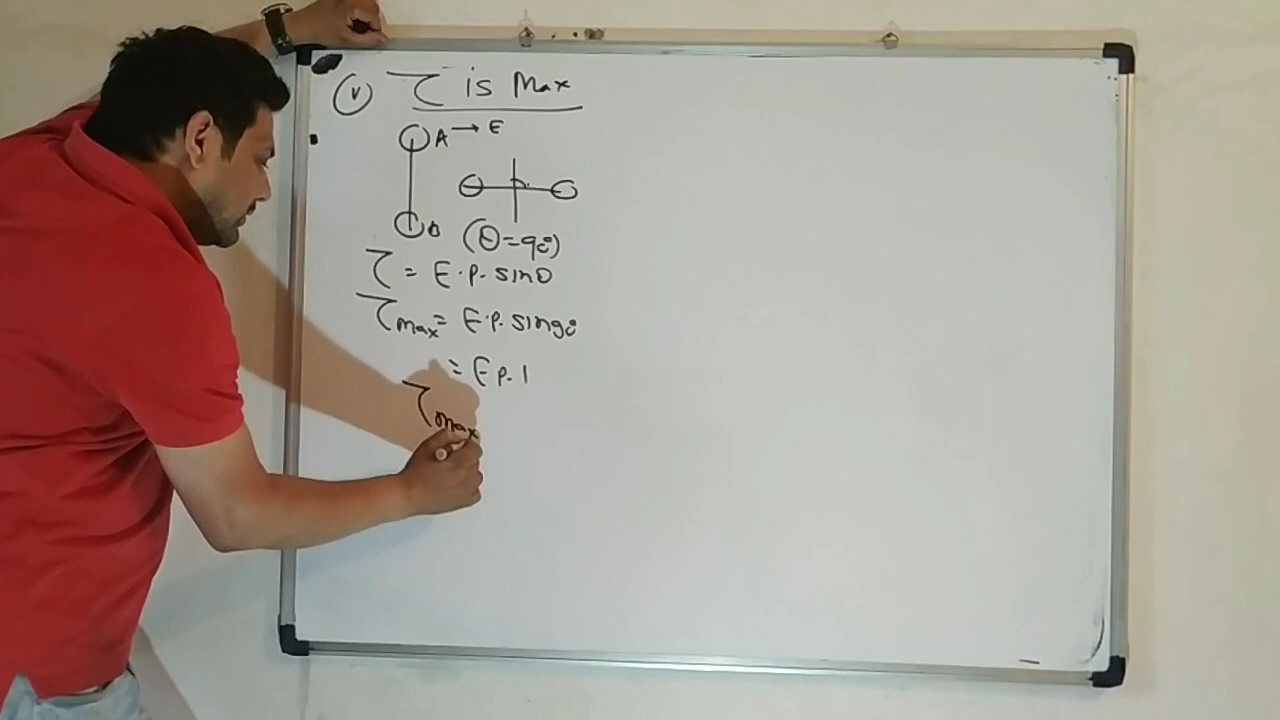 (v) τ is Max
A → E
B (θ=90°)
τ = E.P. sinθ
τmax = E.P. sin90°
= E P. 1
τmax